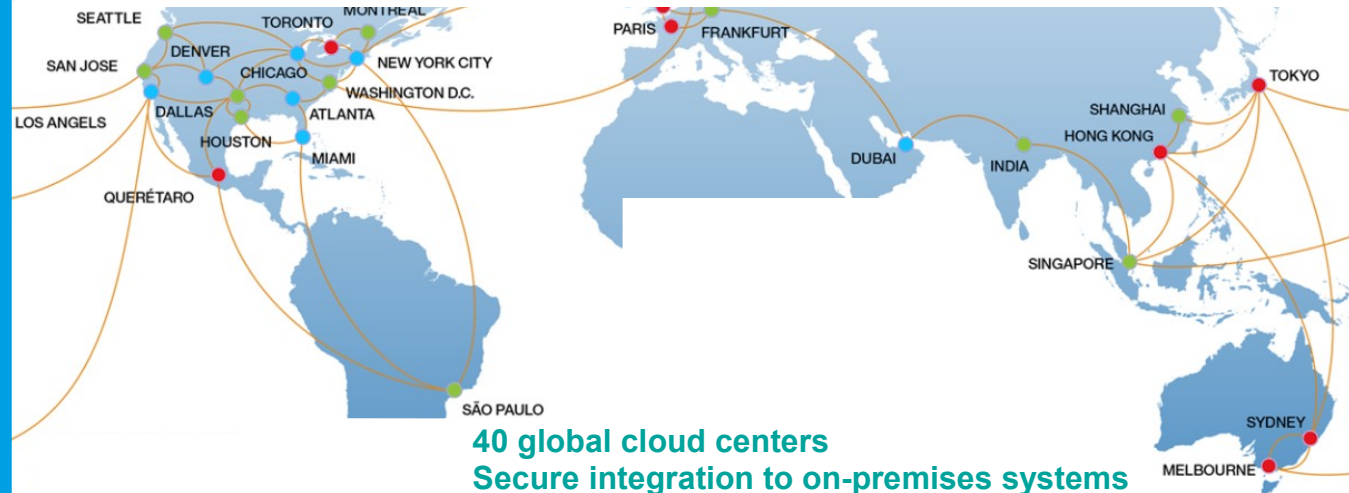 MONTREAL
SEATTLE
TORONTO
DENVER
SAN JOSE
CHICAGO
NEW YORK CITY
WASHINGTON D.C.
LOS ANGELS
DALLAS
ATLANTA
HOUSTON
MIAMI
QUERÉTARO
SÃO PAULO
PARIS
FRANKFURT
DUBAI
INDIA
TOKYO
SHANGHAI
HONG KONG
SINGAPORE
SYDNEY
MELBOURNE
40 global cloud centers
Secure integration to on-premises systems